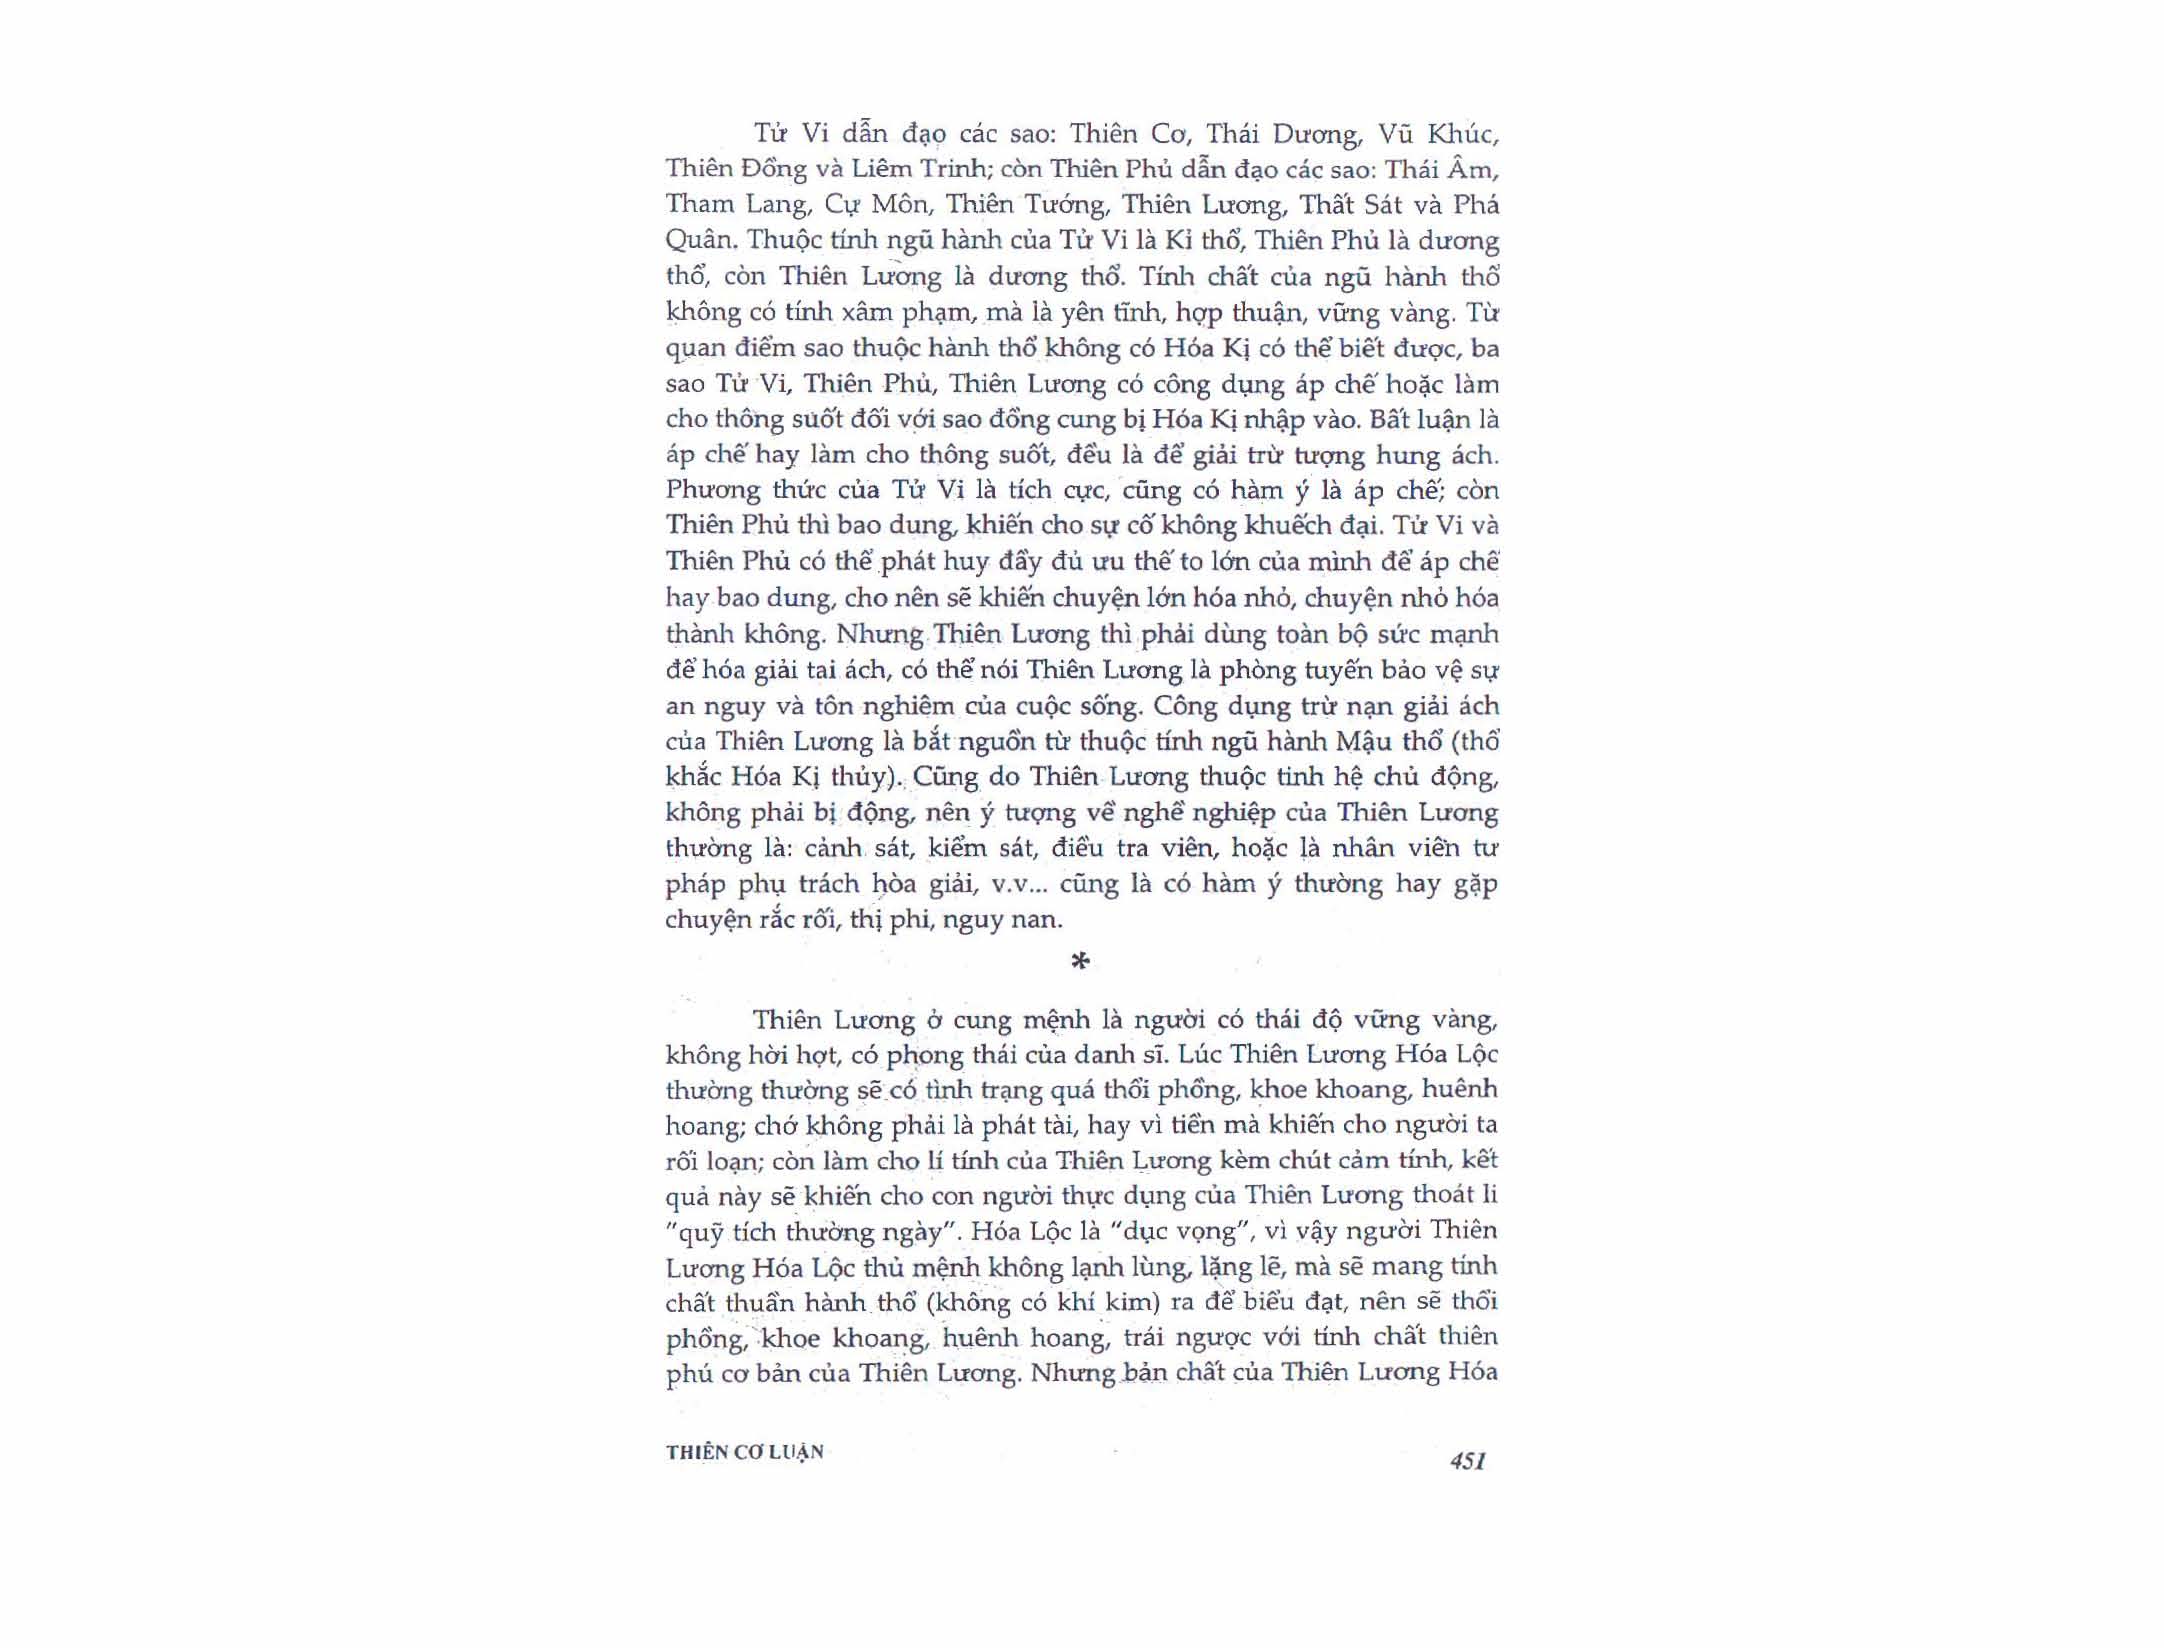 Tử Vi dẫn đạo các sao: Thiên Cơ, Thái Dương, Vũ Khúc,
Thiên Đồng và Liêm Trinh; còn Thiên Phủ dẫn đạo các sao: Thái Âm,
Tham Lang, Cự Môn, Thiên Tướng, Thiên Lương, Thất Sát và Phá
Quân. Thuộc tính ngũ hành của Tử Vi là Kỉ thổ, Thiên Phủ là dương
thổ, còn Thiên Lương là dương thổ. Tính chất của ngũ hành thổ
không có tính xâm phạm, mà là yên tĩnh, hợp thuận, vững vàng. Từ
quan điểm sao thuộc hành thổ không có Hóa Kị có thể biết được, ba
sao Tử Vi, Thiên Phủ, Thiên Lương có công dụng áp chế hoặc làm
cho thông suốt đối với sao đồng cung bị Hóa Kị nhập vào. Bất luận là
áp chế hay làm cho thông suốt, đều là để giải trừ tượng hung ách.
Phương thức của Tử Vi là tích cực, cũng có hàm ý là áp chế; còn
Thiên Phủ thì bao dung, khiến cho sự cố không khuếch đại. Tử Vi và
Thiên Phủ có thể phát huy đầy đủ ưu thế to lớn của mình để áp chế
hay bao dung, cho nên sẽ khiến chuyện lớn hóa nhỏ, chuyện nhỏ hóa
thành không. Nhưng Thiên Lương thì phải dùng toàn bộ sức mạnh
để hóa giải tai ách, có thể nói Thiên Lương là phòng tuyến bảo vệ sự
an nguy và tôn nghiêm của cuộc sống. Công dụng trừ nạn giải ách
của Thiên Lương là bắt nguồn từ thuộc tính ngũ hành Mậu thổ (thổ
khắc Hóa Kị thủy). Cũng do Thiên Lương thuộc tinh hệ chủ động,
không phải bị động, nên ý tượng về nghề nghiệp của Thiên Lương
thường là: cảnh sát, kiểm sát, điều tra viên, hoặc là nhân viên tư
pháp phụ trách hòa giải, v.v... cũng là có hàm ý thường hay gặp
chuyện rắc rối, thị phi, nguy nan.
*
Thiên Lương ở cung mệnh là người có thái độ vững vàng,
không hời hợt, có phong thái của danh sĩ. Lúc Thiên Lương Hóa Lộc
thường thường sẽ có tình trạng quá thổi phồng, khoe khoang, huênh
hoang; chớ không phải là phát tài, hay vì tiền mà khiến cho người ta
rối loạn; còn làm cho lí tính của Thiên Lương kèm chút cảm tính, kết
quả này sẽ khiến cho con người thực dụng của Thiên Lương thoát li
"quỹ tích thường ngày". Hóa Lộc là "dục vọng", vì vậy người Thiên
Lương Hóa Lộc thủ mệnh không lạnh lùng, lặng lẽ, mà sẽ mang tính
chất thuần hành thổ (không có khí kim) ra để biểu đạt, nên sẽ thổi
phồng, khoe khoang, huênh hoang, trái ngược với tính chất thiên
phú cơ bản của Thiên Lương. Nhưng bản chất của Thiên Lương Hóa
THIÊN CƠ LUẬN
451